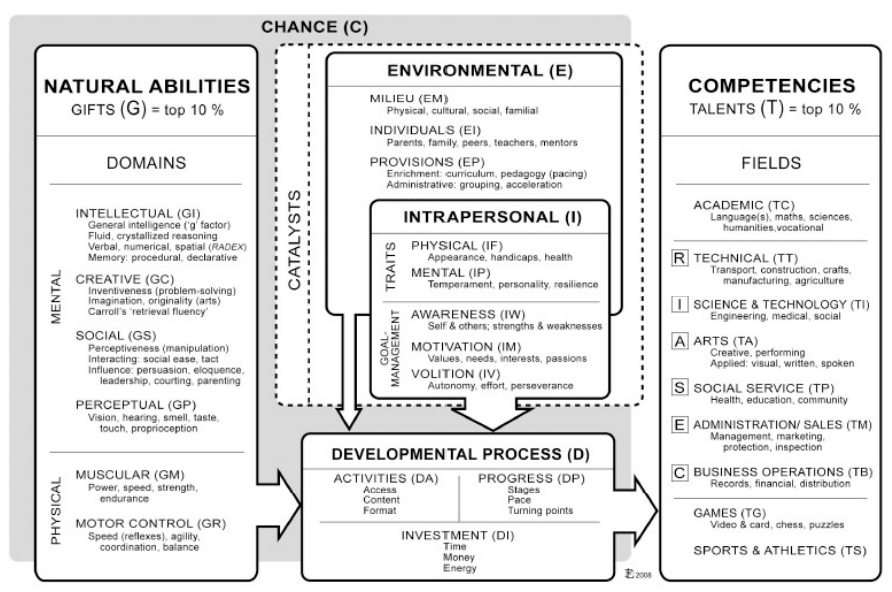 CHANCE (C)
NATURAL ABILITIES
GIFTS (G) = top 10 %
DOMAINS
MENTAL
INTELLECTUAL (GI)
General intelligence ('g' factor)
Fluid, crystallized reasoning
Verbal, numerical, spatial (RADEX)
Memory: procedural, declarative
CREATIVE (GC)
Inventiveness (problem-solving)
Imagination, originality (arts)
Carroll's 'retrieval fluency'
SOCIAL (GS)
Perceptiveness (manipulation)
Interacting: social ease, tact
Influence: persuasion, eloquence,
leadership, courting, parenting
PERCEPTUAL (GP)
Vision, hearing, smell, taste,
touch, proprioception
PHYSICAL
MUSCULAR (GM)
Power, speed, strength,
endurance
MOTOR CONTROL (GR)
Speed (reflexes), agility,
coordination, balance
CATALYSTS
ENVIRONMENTAL (E)
MILIEU (EM)
Physical, cultural, social, familial
INDIVIDUALS (EI)
Parents, family, peers, teachers, mentors
PROVISIONS (EP)
Enrichment: curriculum, pedagogy (pacing)
Administrative: grouping, acceleration
INTRAPERSONAL (I)
TRAITS
PHYSICAL (IF)
Appearance, handicaps, health
MENTAL (IP)
Temperament, personality, resilience
GOAL-
MANAGEMENT
AWARENESS (IW)
Self & others; strengths & weaknesses
MOTIVATION (IM)
Values, needs, interests, passions
VOLITION (IV)
Autonomy, effort, perseverance
DEVELOPMENTAL PROCESS (D)
ACTIVITIES (DA)
Access
Content
Format
PROGRESS (DP)
Stages
Pace
Turning points
INVESTMENT (DI)
Time
Money
Energy
2008
COMPETENCIES
TALENTS (T) = top 10 %
FIELDS
ACADEMIC (TC)
Language(s), maths, sciences,
humanities,vocational
R TECHNICAL (TT)
Transport, construction, crafts,
manufacturing, agriculture
I SCIENCE & TECHNOLOGY (TI)
Engineering, medical, social
A ARTS (TA)
Creative, performing
Applied: visual, written, spoken
S SOCIAL SERVICE (TP)
Health, education, community
E ADMINISTRATION/ SALES (TM)
Management, marketing,
protection, inspection
C BUSINESS OPERATIONS (TB)
Records, financial, distribution
GAMES (TG)
Video & card, chess, puzzles
SPORTS & ATHLETICS (TS)